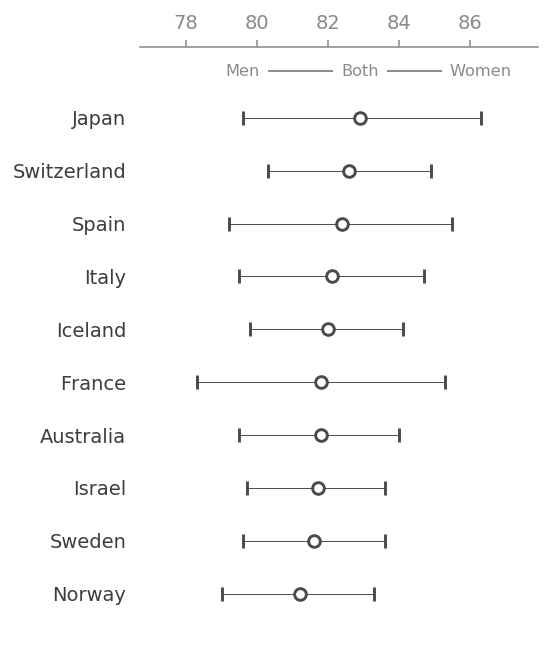 78 80 82 84 86
Men Both Women
Japan
Switzerland
Spain
Italy
Iceland
France
Australia
Israel
Sweden
Norway